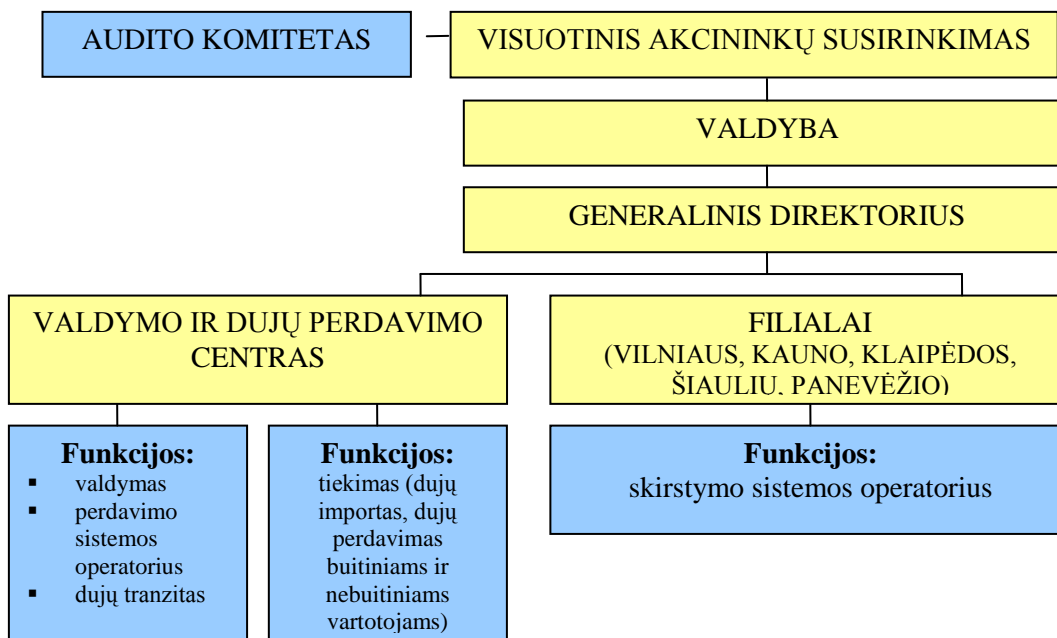 AUDITO KOMITETAS
VISUOTINIS AKCININKŲ SUSIRINKIMAS
VALDYBA
GENERALINIS DIREKTORIUS
VALDYMO IR DUJŲ PERDAVIMO
CENTRAS
FILIALAI
(VILNIAUS, KAUNO, KLAIPĖDOS,
ŠIAULIU, PANEVĖŽIO)
Funkcijos:
▪ valdymas
▪ perdavimo
sistemos
operatorius
▪ dujų tranzitas
Funkcijos:
tiekimas (dujų
importas, dujų
perdavimas
buitiniams ir
nebuitiniams
vartotojams)
Funkcijos:
skirstymo sistemos operatorius